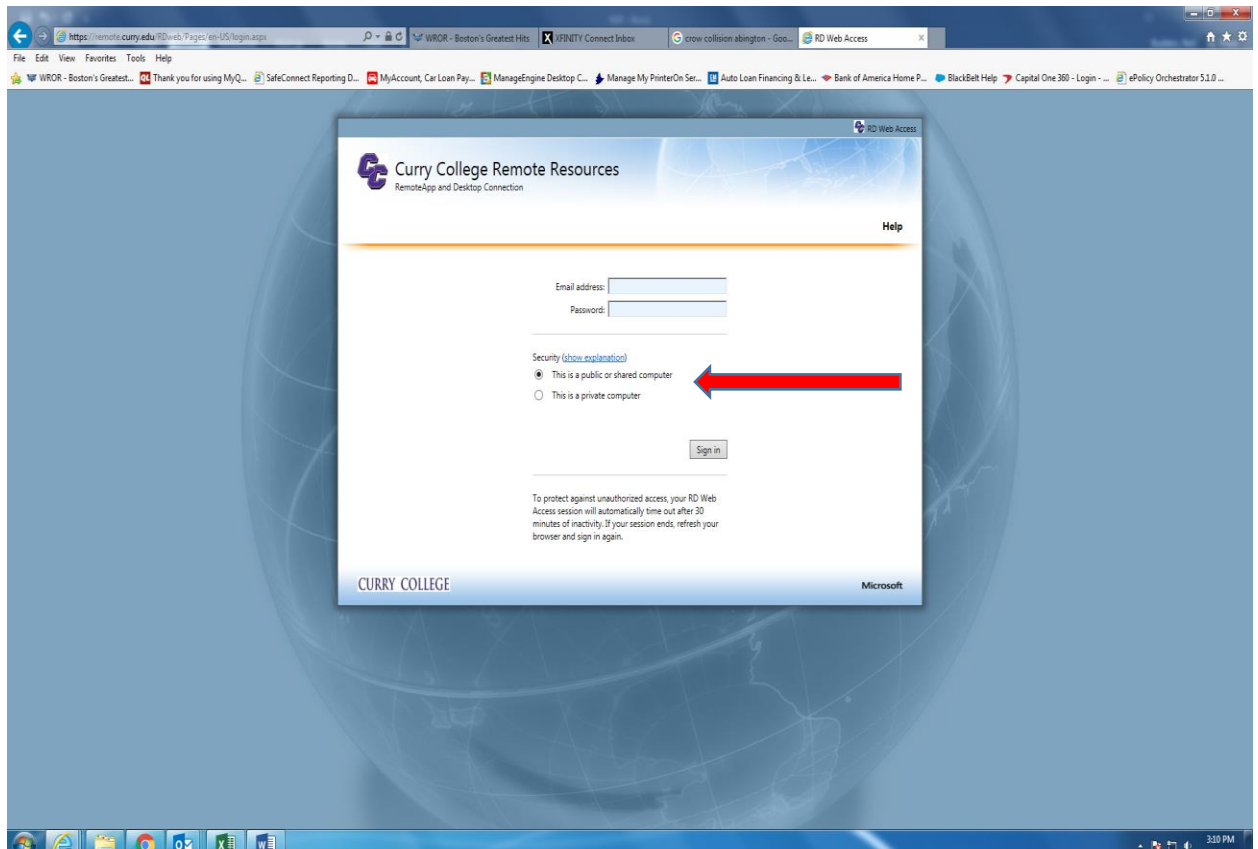 https://remote.curry.edu/RDweb/Pages/en-US/login.aspx
WROR - Boston's Greatest Hits
XFINITY Connect Inbox
crow collision abington - Goo...
RD Web Access
File Edit View Favorites Tools Help
WROR - Boston's Greatest...
Thank you for using MyQ...
SafeConnect Reporting D...
MyAccount, Car Loan Pay...
ManageEngine Desktop C...
Manage My PrinterOn Ser...
Auto Loan Financing & Le...
Bank of America Home P...
BlackBelt Help
Capital One 360 - Login - ...
ePolicy Orchestrator 5.1.0 ...
RD Web Access
CC
Curry College Remote Resources
RemoteApp and Desktop Connection
Help
Email address:
Password:
Security (show explanation)
This is a public or shared computer
This is a private computer
Sign in
To protect against unauthorized access, your RD Web
Access session will automatically time out after 30
minutes of inactivity. If your session ends, refresh your
browser and sign in again.
CURRY COLLEGE
Microsoft
3:10 PM